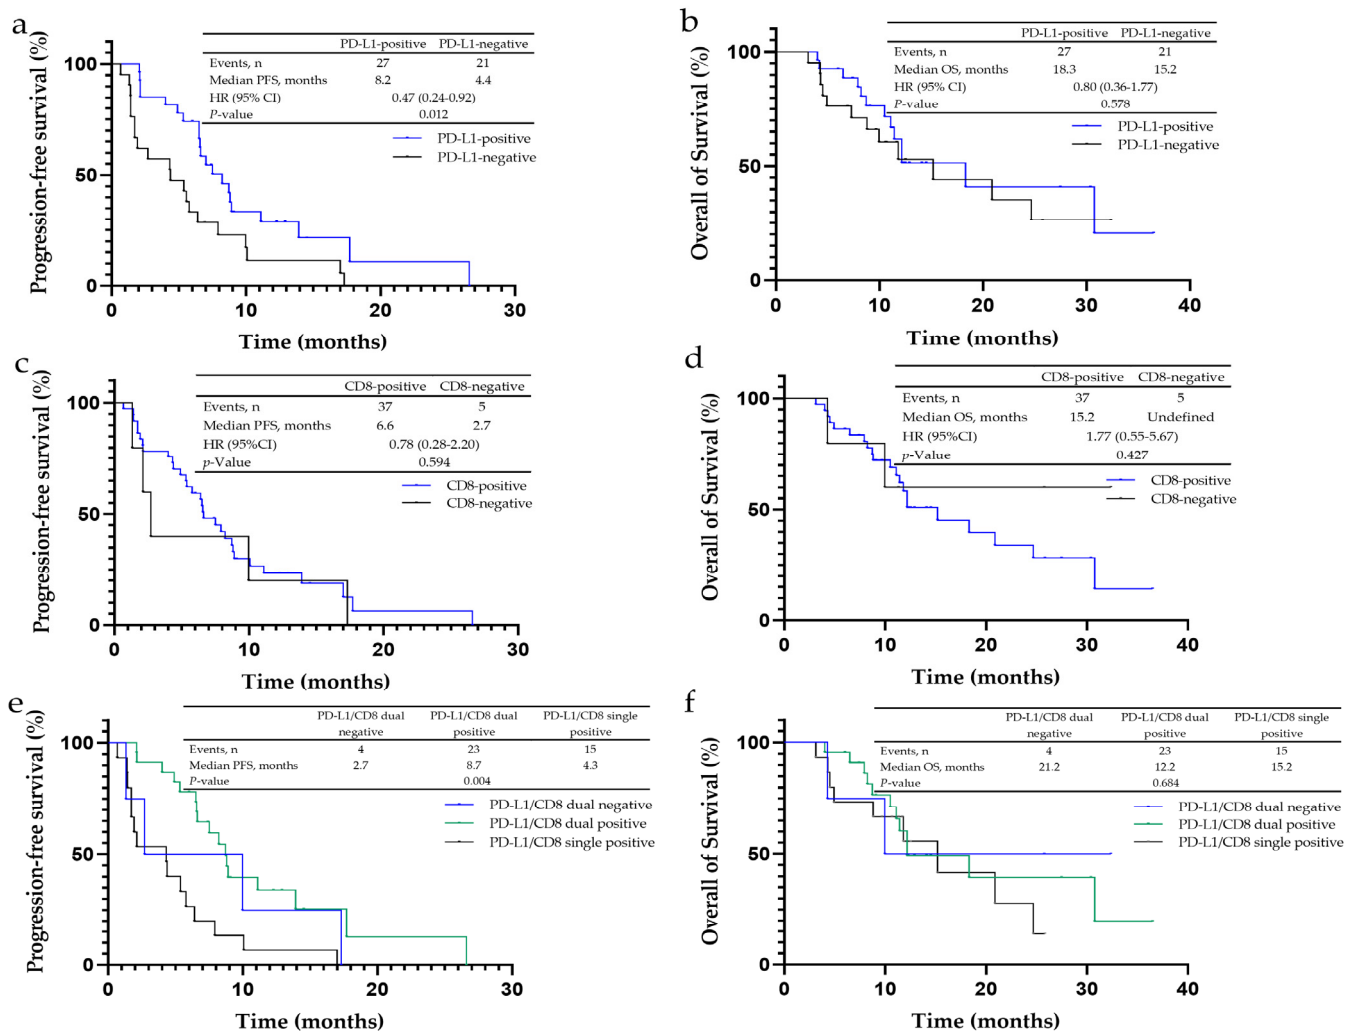 a
PD-L1-positive PD-L1-negative
Events, n 27 21
Median PFS, months 8.2 4.4
HR (95% CI) 0.47 (0.24-0.92)
P-value 0.012
PD-L1-positive
PD-L1-negative
Progression-free survival (%)
100
50
0
0 10 20 30
Time (months)
b
PD-L1-positive PD-L1-negative
Events, n 27 21
Median OS, months 18.3 15.2
HR (95% CI) 0.80 (0.36-1.77)
P-value 0.578
PD-L1-positive
PD-L1-negative
Overall of Survival (%)
100
50
0
0 10 20 30 40
Time (months)
c
CD8-positive CD8-negative
Events, n 37 5
Median PFS, months 6.6 2.7
HR (95%CI) 0.78 (0.28-2.20)
p-Value 0.594
CD8-positive
CD8-negative
Progression-free survival (%)
100
50
0
0 10 20 30
Time (months)
d
CD8-positive CD8-negative
Events, n 37 5
Median OS, months 15.2 Undefined
HR (95%CI) 1.77 (0.55-5.67)
p-Value 0.427
CD8-positive
CD8-negative
Overall of Survival (%)
100
50
0
0 10 20 30 40
Time (months)
e
PD-L1/CD8 dual PD-L1/CD8 dual PD-L1/CD8 single
negative positive positive
Events, n 4 23 15
Median PFS, months 2.7 8.7 4.3
P-value 0.004
PD-L1/CD8 dual negative
PD-L1/CD8 dual positive
PD-L1/CD8 single positive
Progression-free survival (%)
100
50
0
0 10 20 30
Time (months)
f
PD-L1/CD8 dual PD-L1/CD8 dual PD-L1/CD8 single
negative positive positive
Events, n 4 23 15
Median OS, months 21.2 12.2 15.2
P-value 0.684
PD-L1/CD8 dual negative
PD-L1/CD8 dual positive
PD-L1/CD8 single positive
Overall of Survival (%)
100
50
0
0 10 20 30 40
Time (months)